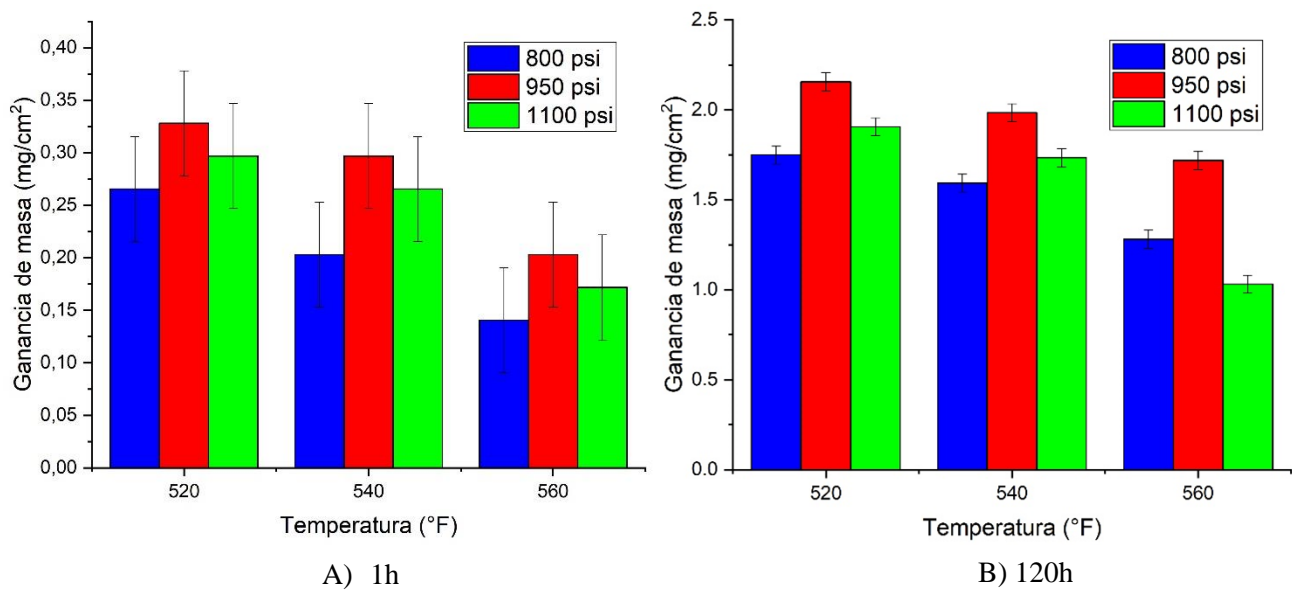 0,40
0,35
0,30
0,25
0,20
0,15
0,10
0,05
0,00
Ganancia de masa (mg/cm²)
800 psi
950 psi
1100 psi
520 540 560
Temperatura (°F)
A) 1h
2.5
2.0
1.5
1.0
0.5
0.0
Ganancia de masa (mg/cm²)
800 psi
950 psi
1100 psi
520 540 560
Temperatura (°F)
B) 120h